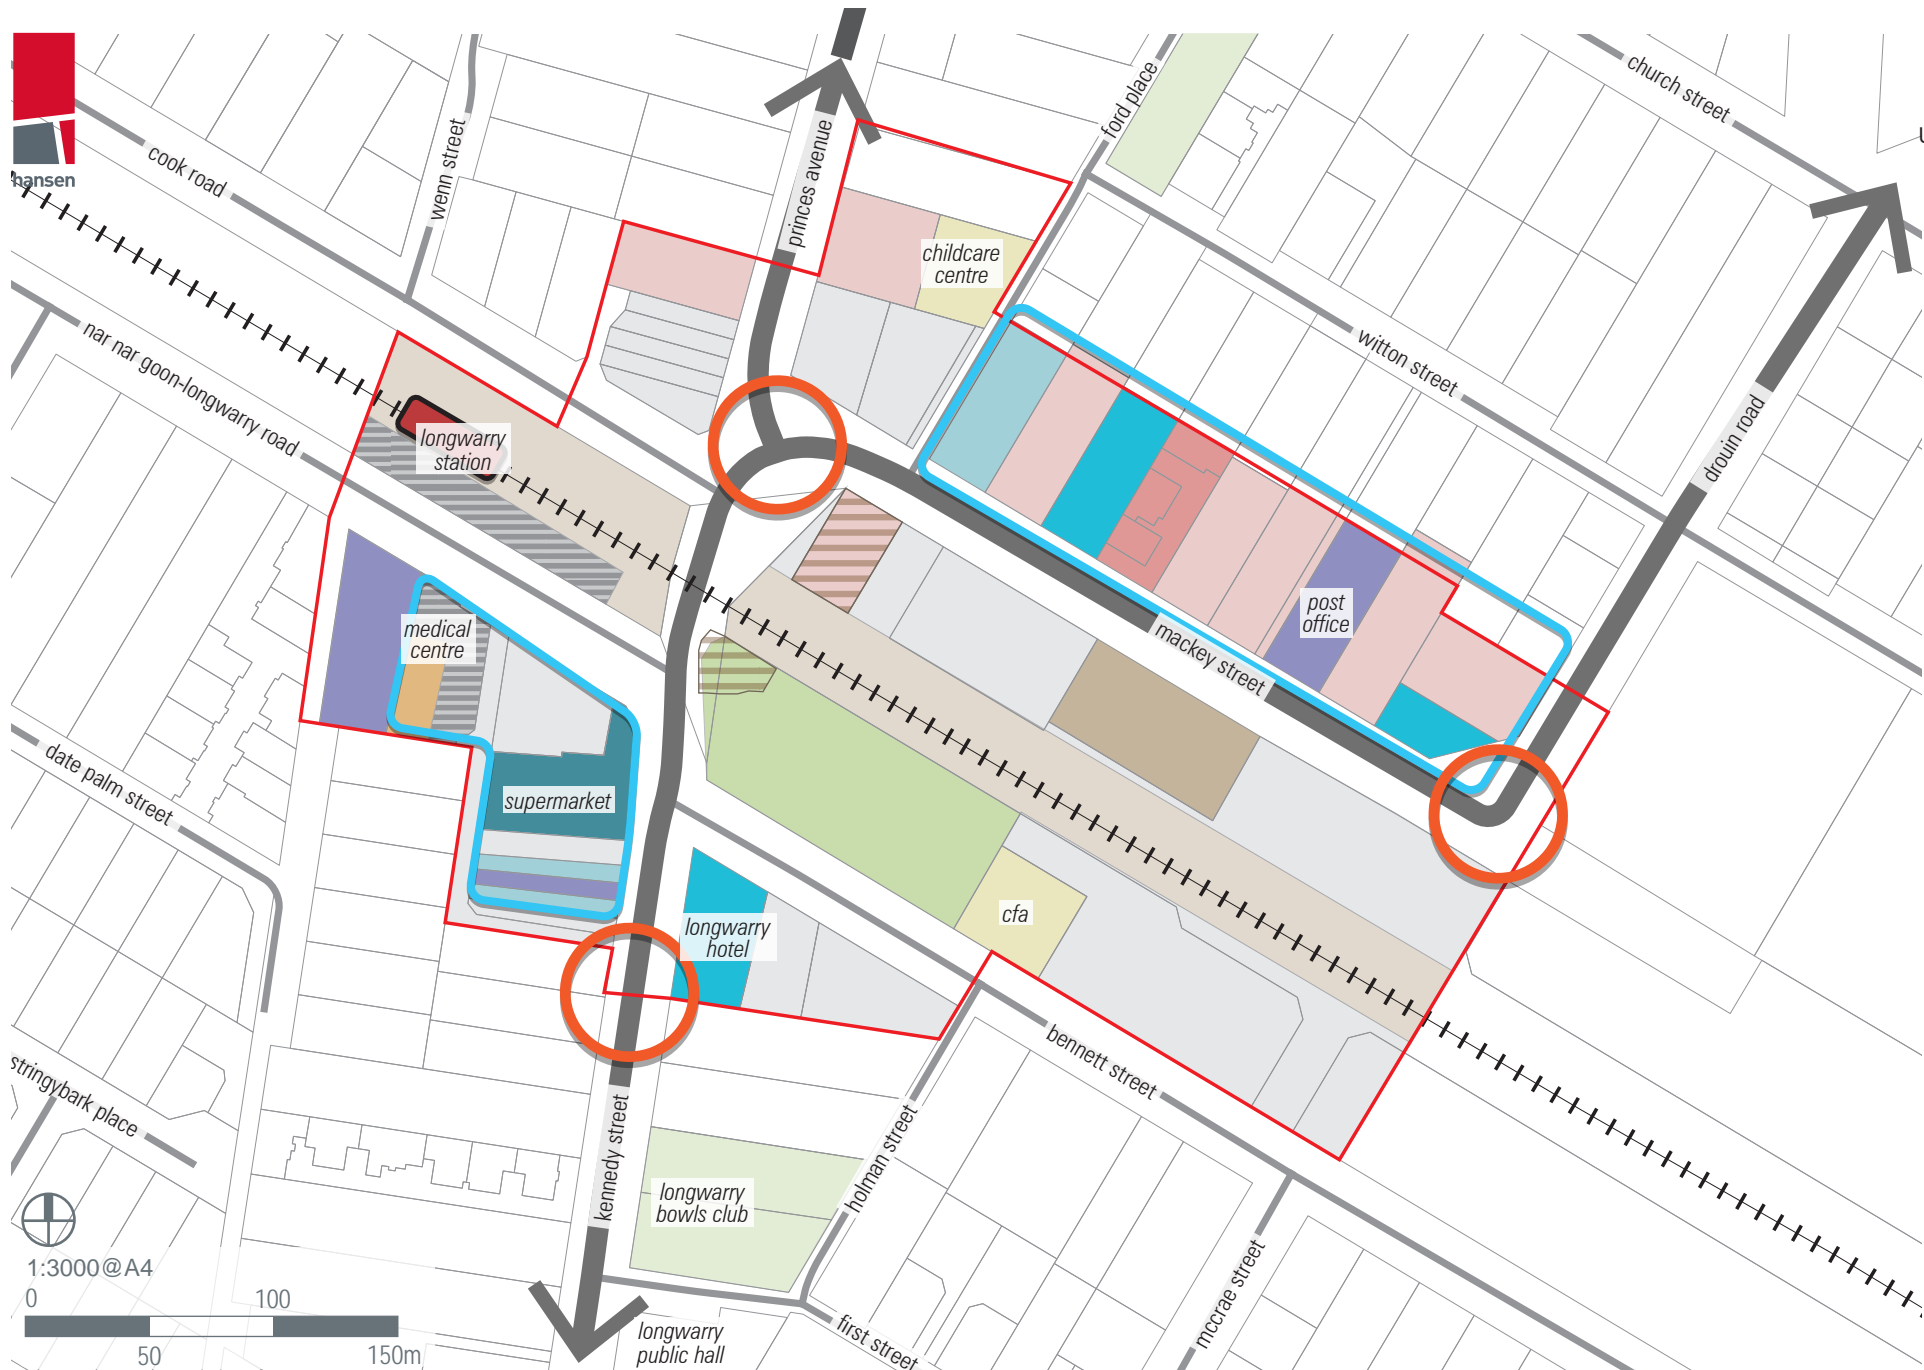 hansen
cook road
wenn street
princes avenue
ford place
church street
childcare
centre
nar nar goon-longwarry road
witton street
drouin road
longwarry
station
medical
centre
post
office
mackey street
date palm street
supermarket
longwarry
hotel
cfa
stringybark place
bennett street
kennedy street
holman street
longwarry
bowls club
mccrae street
first street
longwarry
public hall
1:3000@A4
0
100
50
150m